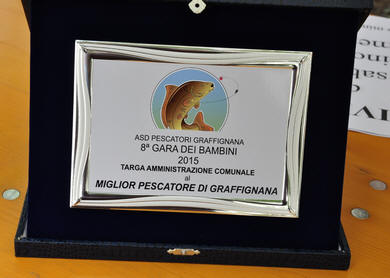 ASD PESCATORI GRAFFIGNANA
8ª GARA DEI BAMBINI
2015
TARGA AMMINISTRAZIONE COMUNALE
al
MIGLIOR PESCATORE DI GRAFFIGNANA